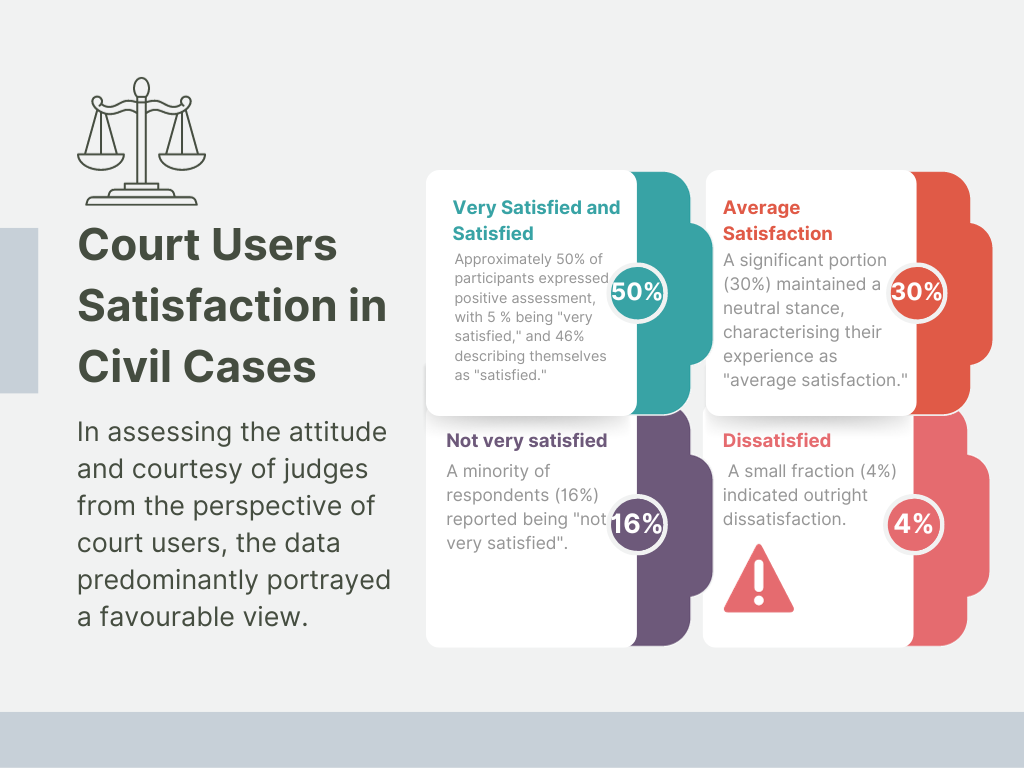 Court Users
Satisfaction in
Civil Cases
In assessing the attitude
and courtesy of judges
from the perspective of
court users, the data
predominantly portrayed
a favourable view.
Very Satisfied and
Satisfied
Approximately 50% of
participants expressed
positive assessment,
with 5 % being "very
satisfied," and 46%
describing themselves
as "satisfied."
50%
Average
Satisfaction
A significant portion
(30%) maintained a
neutral stance,
characterising their
experience as
"average satisfaction."
30%
Not very satisfied
A minority of
respondents (16%)
reported being "not
very satisfied".
16%
Dissatisfied
A small fraction (4%)
indicated outright
dissatisfaction.
4%